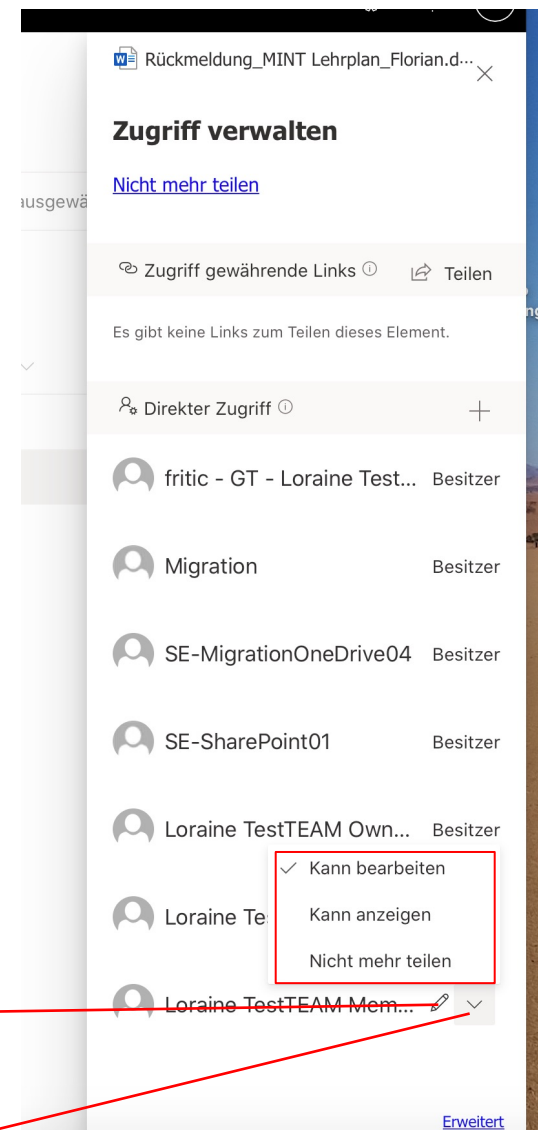 Rückmeldung_MINT Lehrplan_Florian.d...
Zugriff verwalten
Nicht mehr teilen
ausgewä
Zugriff gewährende Links
Teilen
Es gibt keine Links zum Teilen dieses Element.
Direkter Zugriff
fritic - GT - Loraine Test... Besitzer
Migration Besitzer
SE-MigrationOneDrive04 Besitzer
SE-SharePoint01 Besitzer
Loraine TestTEAM Own... Besitzer
Kann bearbeiten
Loraine Te
Kann anzeigen
Nicht mehr teilen
Loraine TestTEAM Mem...
Erweitert